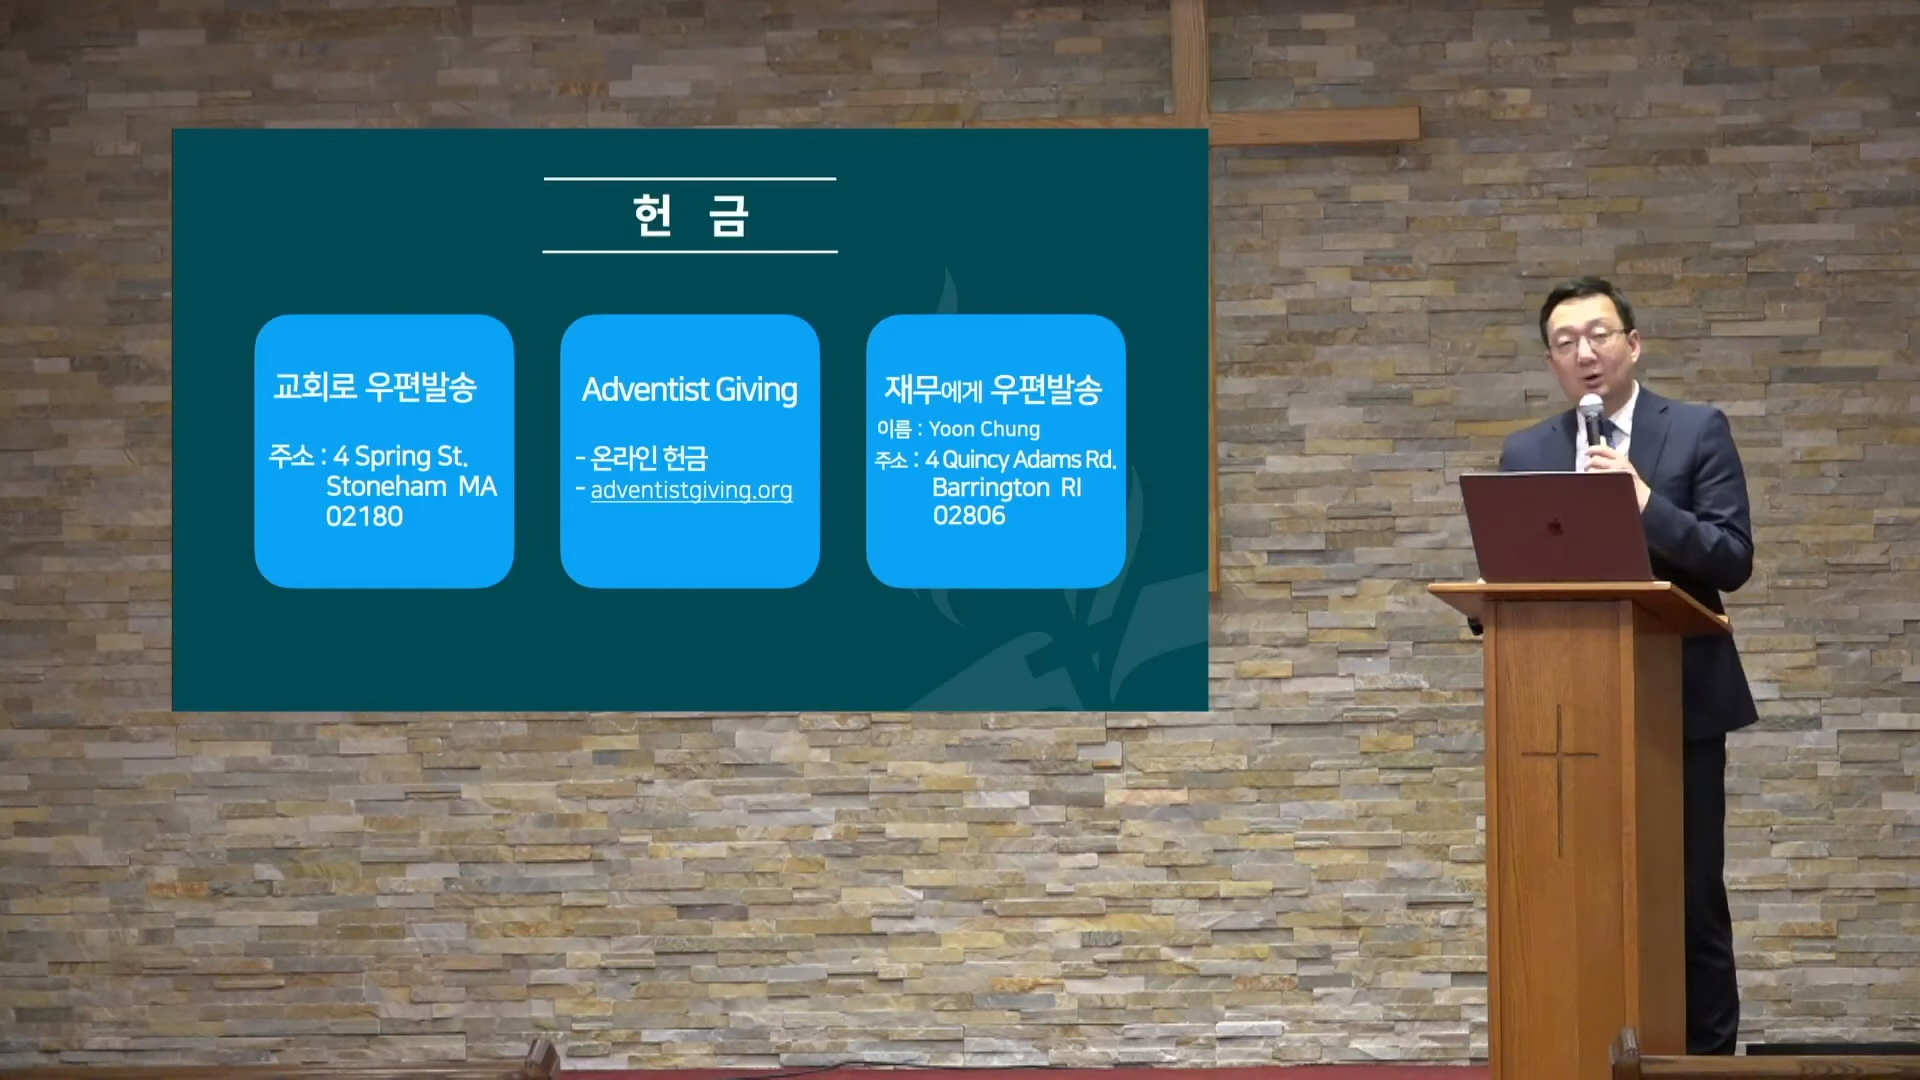 헌 금
교회로 우편발송
주소 : 4 Spring St.
Stoneham MA
02180
Adventist Giving
- 온라인 헌금
- adventistgiving.org
재무에게 우편발송
이름 : Yoon Chung
주소 : 4 Quincy Adams Rd.
Barrington RI
02806